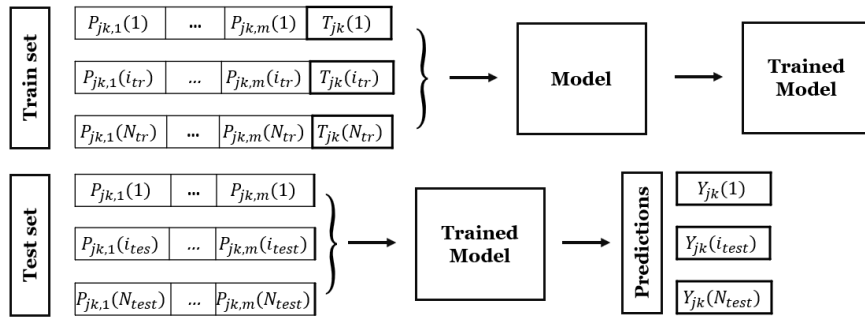 Train set
P_{jk,1}(1) ... P_{jk,m}(1) T_{jk}(1)
P_{jk,1}(i_{tr}) ... P_{jk,m}(i_{tr}) T_{jk}(i_{tr})
P_{jk,1}(N_{tr}) ... P_{jk,m}(N_{tr}) T_{jk}(N_{tr})
Model
Trained
Model
Test set
P_{jk,1}(1) ... P_{jk,m}(1)
P_{jk,1}(i_{tes}) ... P_{jk,m}(i_{test})
P_{jk,1}(N_{test}) ... P_{jk,m}(N_{test})
Trained
Model
Predictions
Y_{jk}(1)
Y_{jk}(i_{test})
Y_{jk}(N_{test})